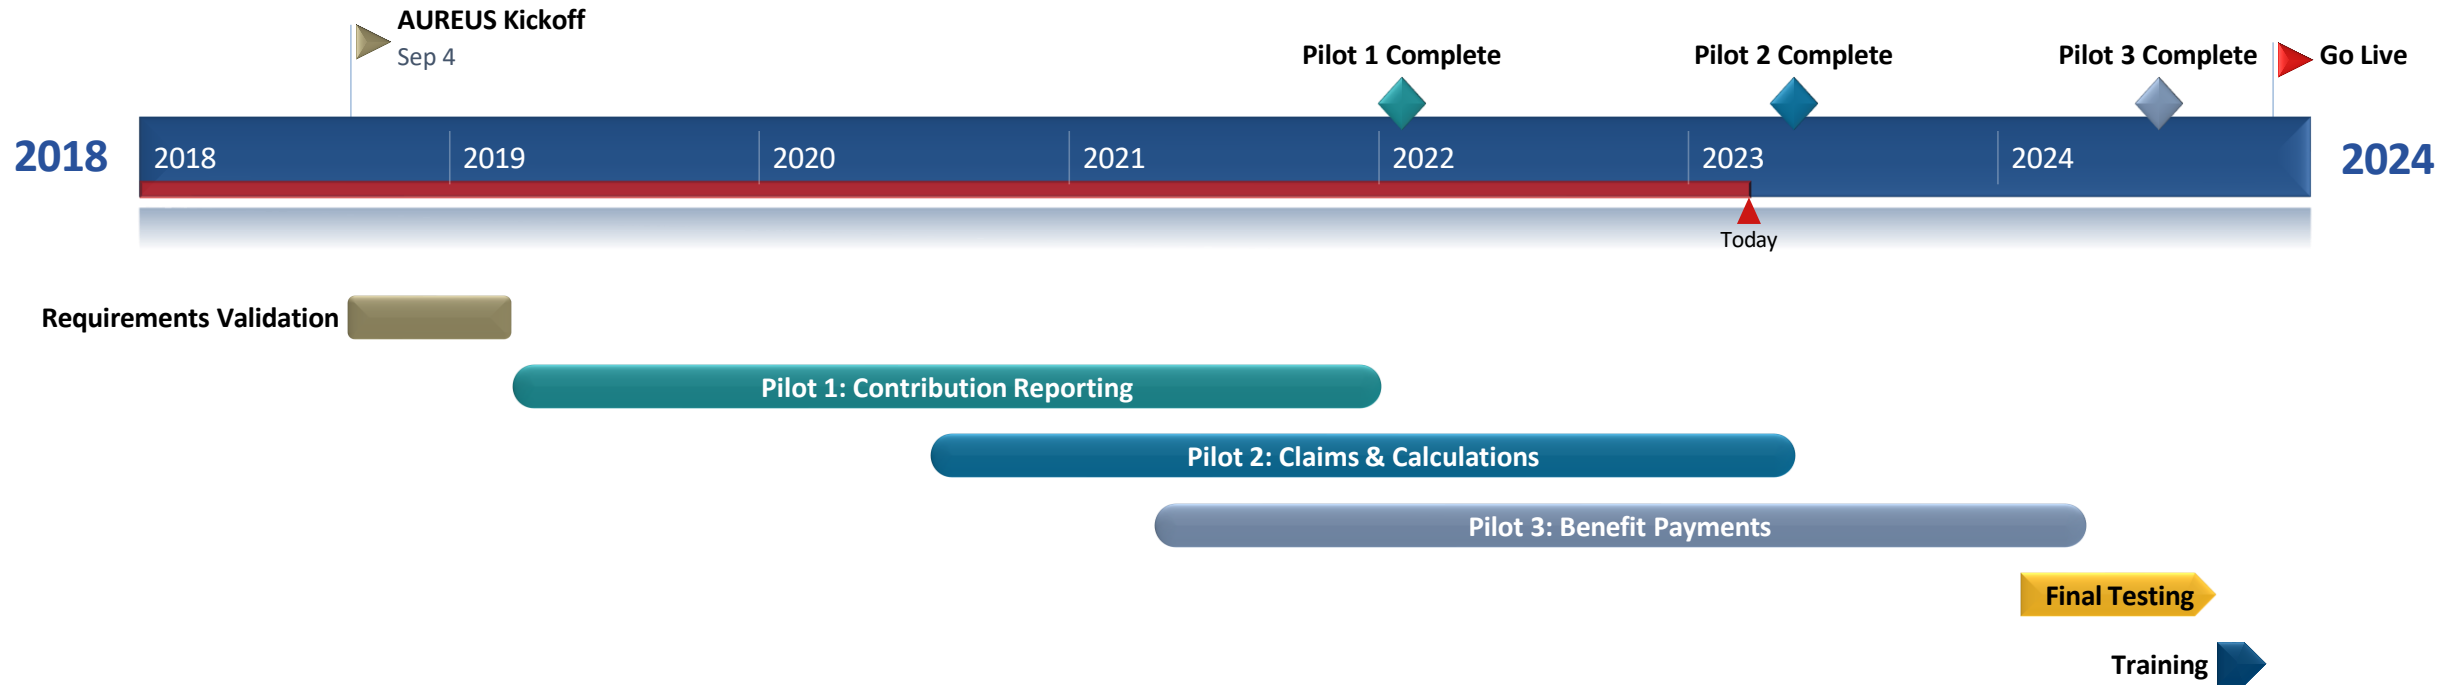 AUREUS Kickoff
Sep 4
Pilot 1 Complete
Pilot 2 Complete
Pilot 3 Complete
Go Live
2018
2018
2019
2020
2021
2022
2023
2024
2024
Today
Requirements Validation
Pilot 1: Contribution Reporting
Pilot 2: Claims & Calculations
Pilot 3: Benefit Payments
Final Testing
Training